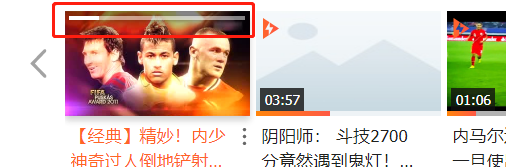 FIFA
PUSKAS
AWARD 2011
03:57
01:06
【经典】精妙！内少
神奇过人倒地铲射...
阴阳师： 斗技2700
分竟然遇到鬼灯！...
内马尔
一旦使